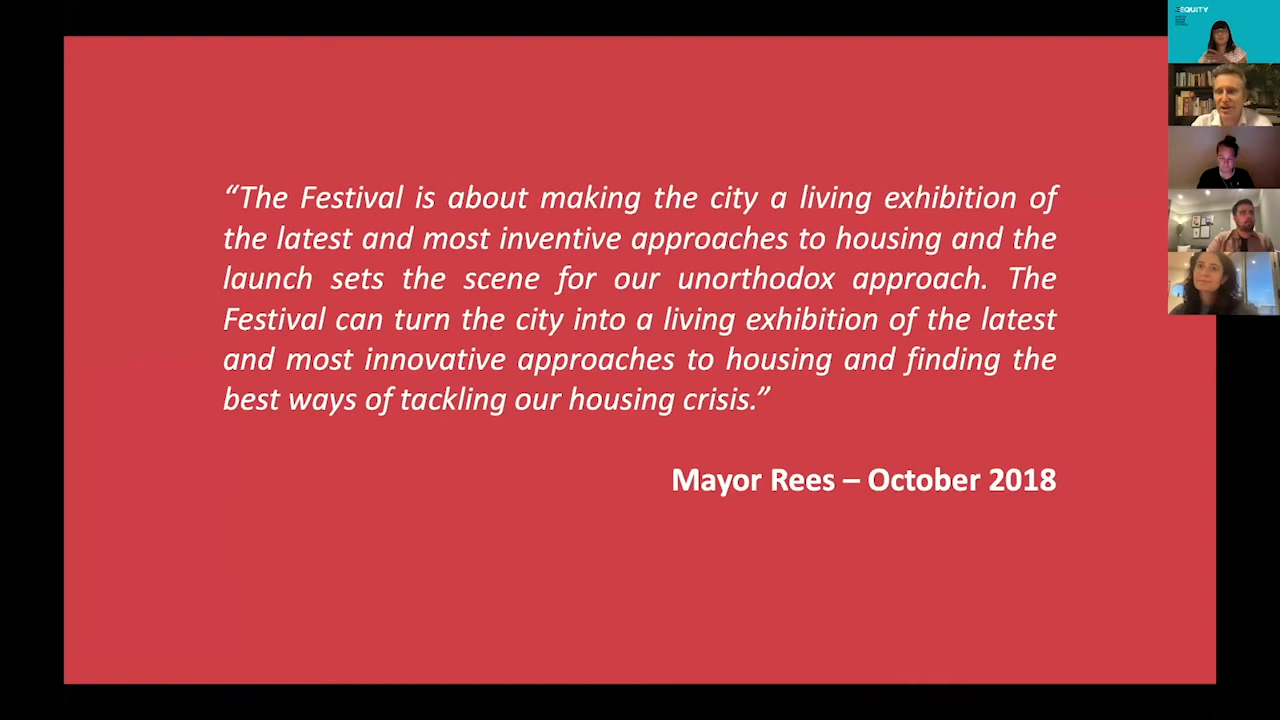 EQUITY
“The Festival is about making the city a living exhibition of
the latest and most inventive approaches to housing and the
launch sets the scene for our unorthodox approach. The
Festival can turn the city into a living exhibition of the latest
and most innovative approaches to housing and finding the
best ways of tackling our housing crisis.”
Mayor Rees – October 2018